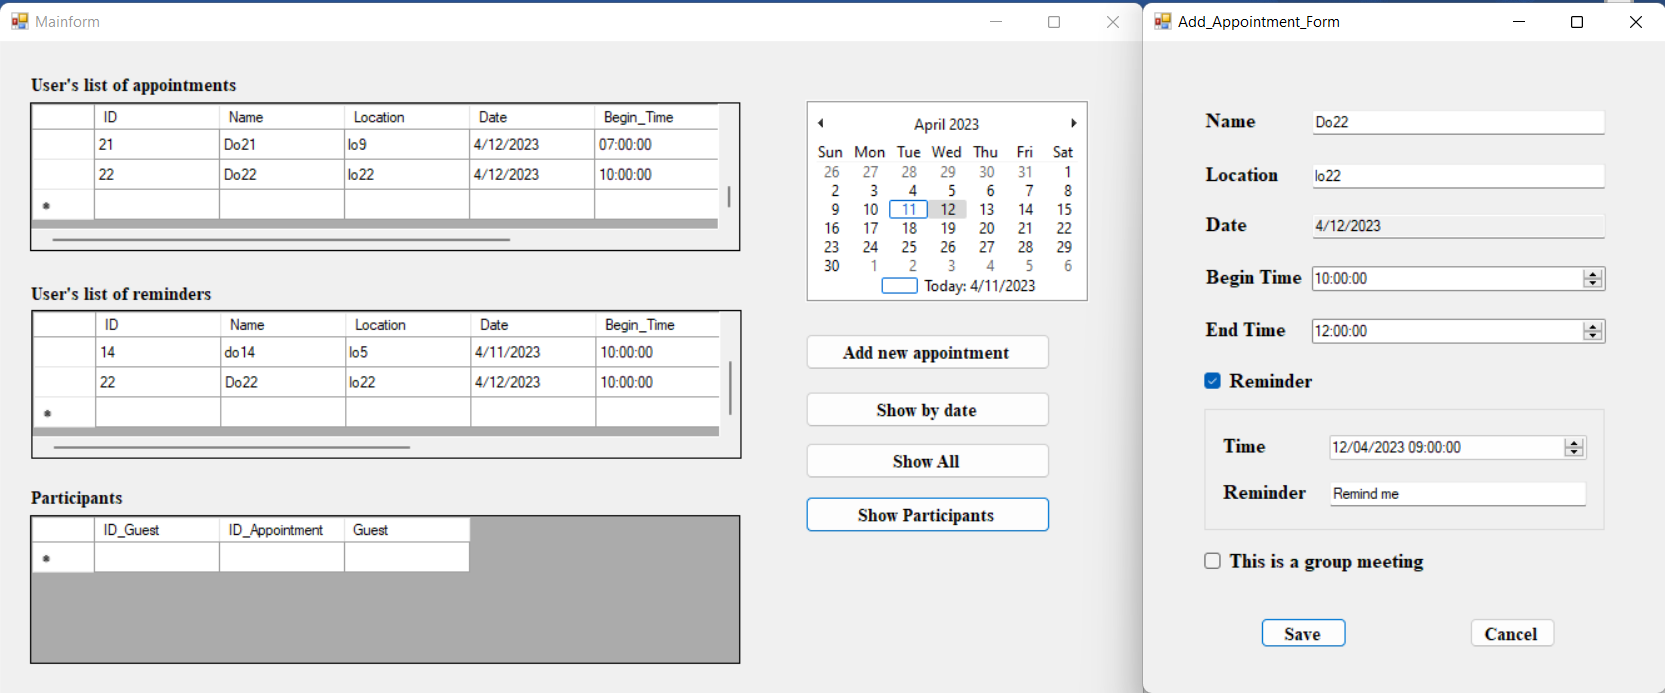 Mainform
User's list of appointments
ID Name Location Date Begin_Time
21 Do21 lo9 4/12/2023 07:00:00
22 Do22 lo22 4/12/2023 10:00:00
*
User's list of reminders
ID Name Location Date Begin_Time
14 do14 lo5 4/11/2023 10:00:00
22 Do22 lo22 4/12/2023 10:00:00
*
Participants
ID_Guest ID_Appointment Guest
*
April 2023
Sun Mon Tue Wed Thu Fri Sat
26 27 28 29 30 31 1
2 3 4 5 6 7 8
9 10 11 12 13 14 15
16 17 18 19 20 21 22
23 24 25 26 27 28 29
30 1 2 3 4 5 6
Today: 4/11/2023
Add new appointment
Show by date
Show All
Show Participants
Add_Appointment_Form
Name Do22
Location lo22
Date 4/12/2023
Begin Time 10:00:00
End Time 12:00:00
Reminder
Time 12/04/2023 09:00:00
Reminder Remind me
This is a group meeting
Save Cancel